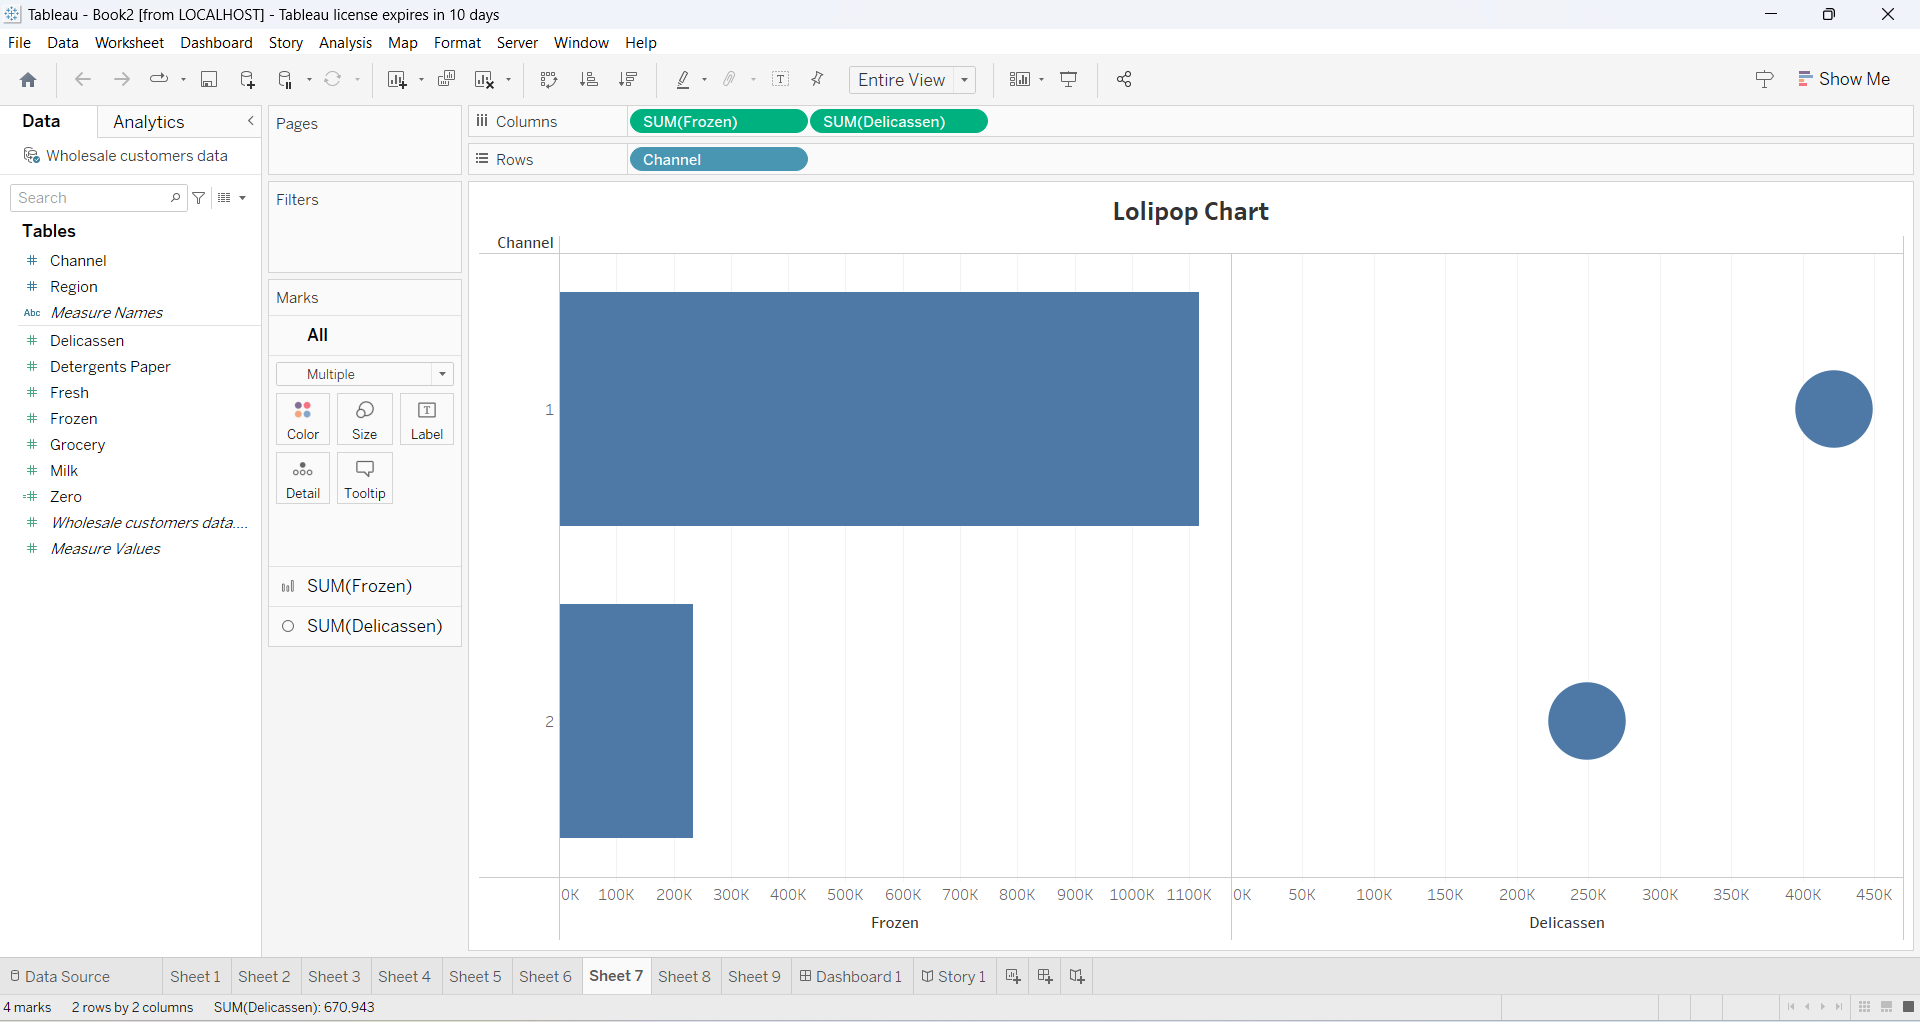 Tableau - Book2 [from LOCALHOST] - Tableau license expires in 10 days
File Data Worksheet Dashboard Story Analysis Map Format Server Window Help
Entire View
Show Me
Data Analytics
Wholesale customers data
Search
Tables
Channel
Region
Abc Measure Names
Delicassen
Detergents Paper
Fresh
Frozen
Grocery
Milk
Zero
Wholesale customers data....
Measure Values
Pages
Filters
Marks
All
Multiple
Color Size Label
Detail Tooltip
SUM(Frozen)
SUM(Delicassen)
Columns SUM(Frozen) SUM(Delicassen)
Rows Channel
Lolipop Chart
Channel
1
2
0K 100K 200K 300K 400K 500K 600K 700K 800K 900K 1000K 1100K 0K 50K 100K 150K 200K 250K 300K 350K 400K 450K
Frozen Delicassen
Data Source Sheet 1 Sheet 2 Sheet 3 Sheet 4 Sheet 5 Sheet 6 Sheet 7 Sheet 8 Sheet 9 Dashboard 1 Story 1
4 marks 2 rows by 2 columns SUM(Delicassen): 670,943